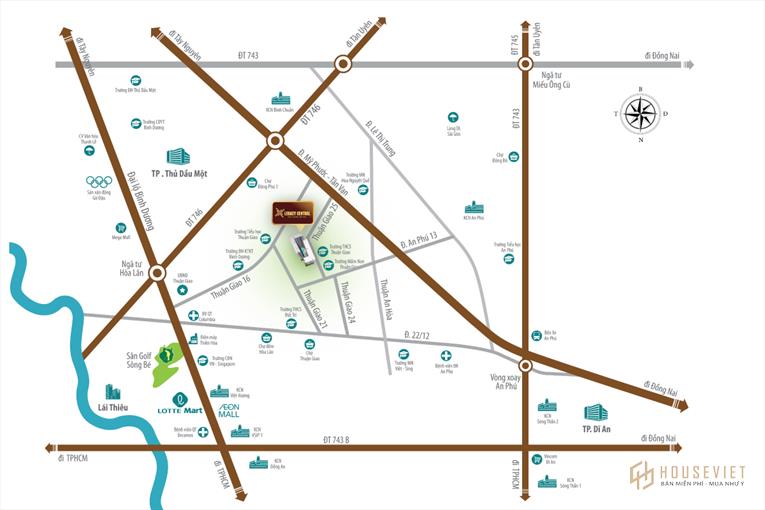 đi Tây Nguyên
đi Tây Nguyên
đi Tân Uyên
ĐT 745
đi Tân Uyên
ĐT 743
đi Đồng Nai
Ngã tư
Miếu Ông Cù
Trường ĐH Thủ Dầu Một
KCN Bình Chuẩn
ĐT 746
Đ. Lê Thị Trung
ĐT 743
B
T
Đ
N
Làng DL
Sài Gòn
Trường CĐYT
Bình Dương
CV Văn hóa
Thanh Lễ
TP . Thủ Dầu Một
Đ. Mỹ Phước - Tân Vạn
Chợ
Đông Đô
Trường MN
Hoa Nguyệt Quế
Chợ
Đồng Phú 1
Sân vận động
Gò Đậu
Đại lộ Bình Dương
LEGACY CENTRAL
Thuận Giao 25
KCN An Phú
ĐT 746
Mega Mall
Trường Tiểu học
Thuận Giao
Đ. An Phú 13
Trường THCS
Thuận Giao
Trường Tiểu học
An Phú
Trường ĐH KTKT
Bình Dương
Trường Mầm Non
Thuận Giao
Ngã tư
Hòa Lân
UBND
Thuận Giao
Thuận Giao 16
Thuận Giao 21
Thuận Giao 24
Thuận An Hòa
BV QT
Columbia
Trường THCS
Điện máy
Thiên Hòa
Đ. 22/12
Bến Xe
An Phú
Sân Golf
Sông Bé
Trường CĐN
VN - Singapore
Chợ đêm
Hòa Lân
Chợ
Thuận Giao
Trường MN
Việt - Sing
Bệnh viện ĐK
An Phú
Vòng xoay
An Phú
đi Đồng Nai
Lái Thiêu
LOTTE Mart
KCN
Việt Hương
ÆON
MALL
KCN
Sóng Thần 2
TP. Dĩ An
Bệnh viện QT
Becamex
KCN
VSIP 1
ĐT 743 B
đi Đồng Nai
đi TPHCM
KCN
Đồng An
đi TPHCM
đi TPHCM
Vincom
Dĩ An
KCN
Sóng Thần 1
HOUSEVIET
BÁN MIỄN PHÍ - MUA NHƯ Ý